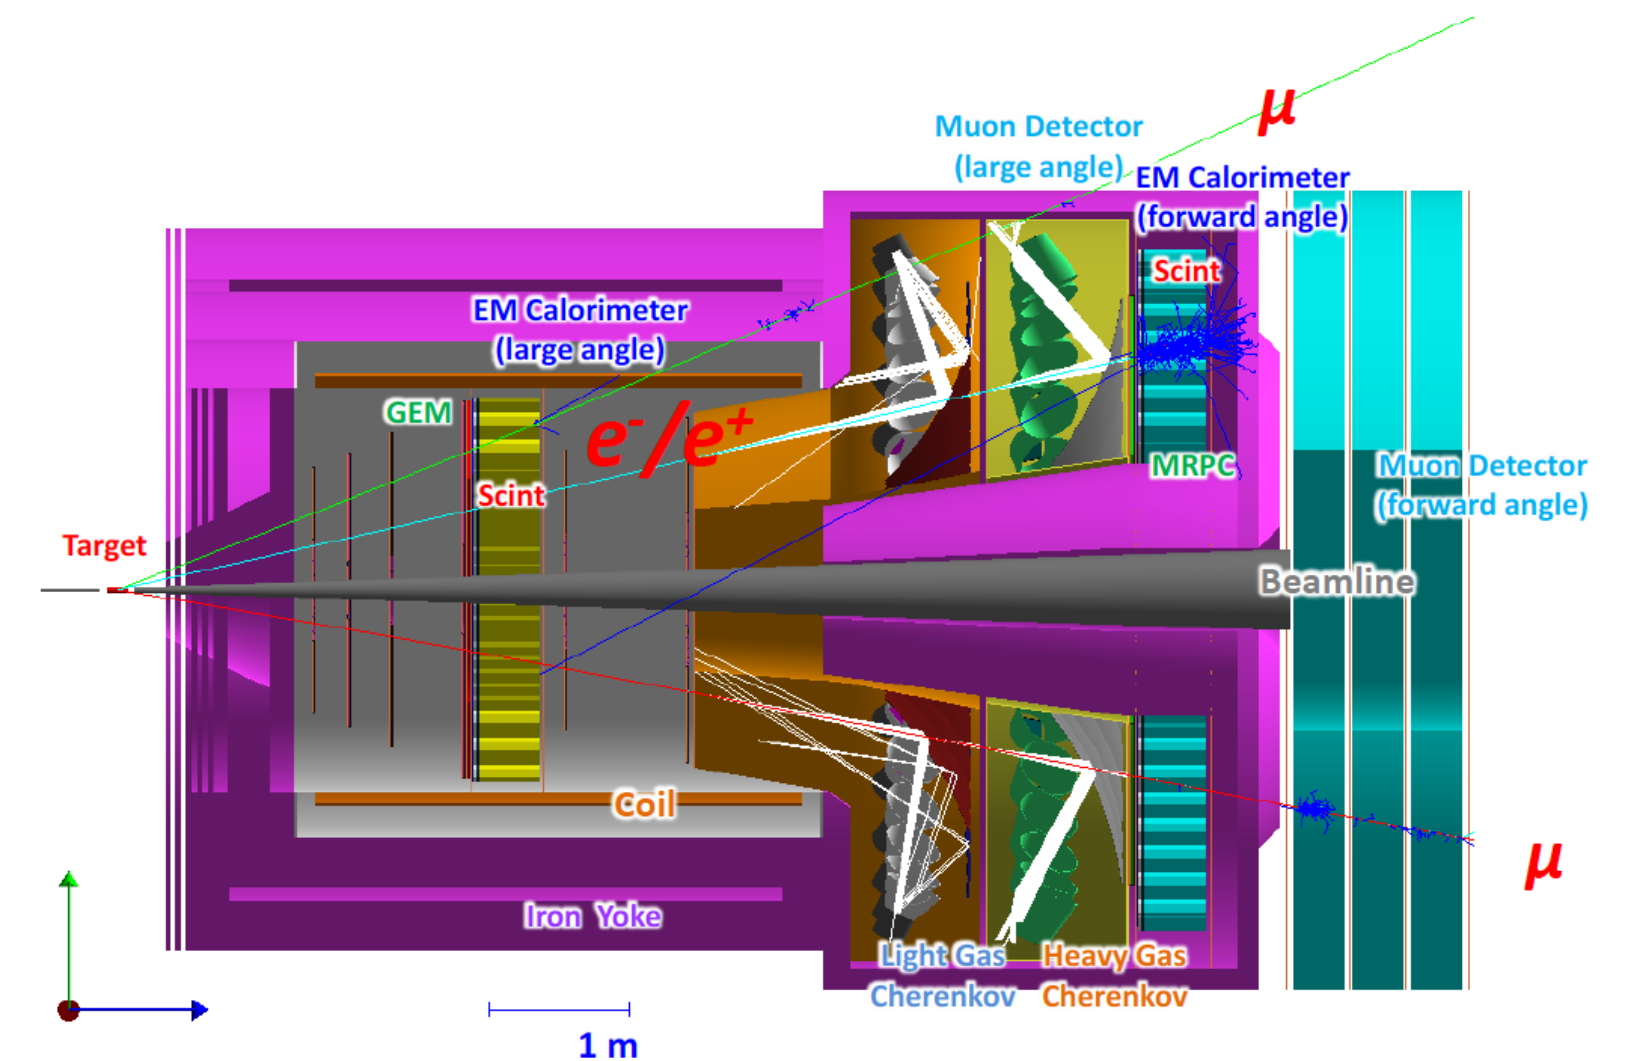 μ
Muon Detector
(large angle)
EM Calorimeter
(forward angle)
Scint
EM Calorimeter
(large angle)
GEM
e-/e+
Scint
MRPC
Muon Detector
(forward angle)
Target
Beamline
Coil
μ
Iron Yoke
Light Gas
Cherenkov
Heavy Gas
Cherenkov
1 m